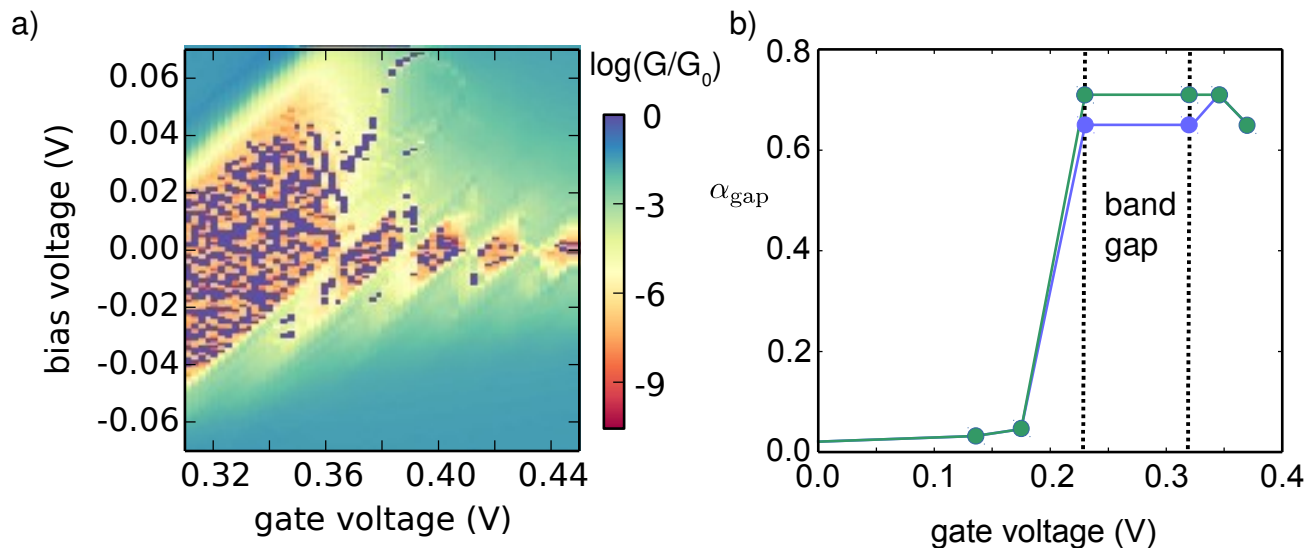 a)
log(G/G₀)
0.06
0.04
0.02
0.00
-0.02
-0.04
-0.06
bias voltage (V)
0.32 0.36 0.40 0.44
gate voltage (V)
0
-3
-6
-9
b)
0.8
0.6
0.4
0.2
0.0
αgap
band
gap
0.0 0.1 0.2 0.3 0.4
gate voltage (V)